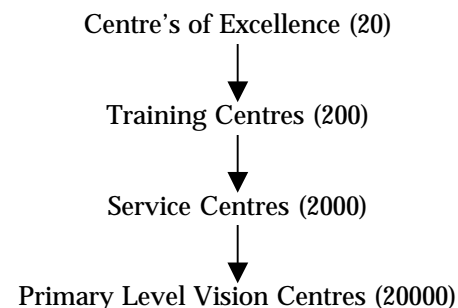 Centre's of Excellence (20)
Training Centres (200)
Service Centres (2000)
Primary Level Vision Centres (20000)